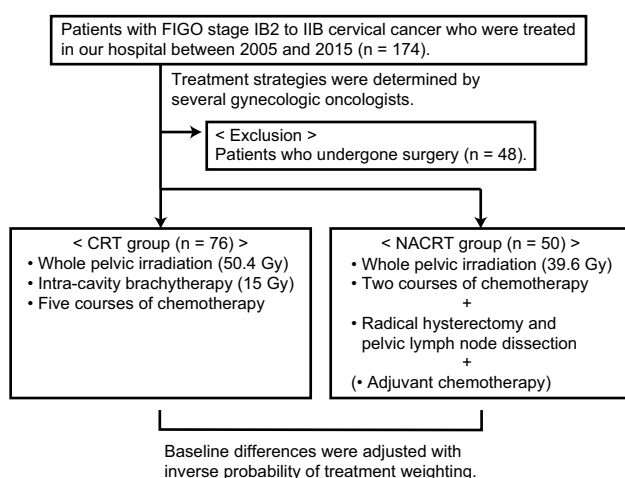 Patients with FIGO stage IB2 to IIB cervical cancer who were treated
in our hospital between 2005 and 2015 (n = 174).
Treatment strategies were determined by
several gynecologic oncologists.
< Exclusion >
Patients who undergone surgery (n = 48).
< CRT group (n = 76) >
• Whole pelvic irradiation (50.4 Gy)
• Intra-cavity brachytherapy (15 Gy)
• Five courses of chemotherapy
< NACRT group (n = 50) >
• Whole pelvic irradiation (39.6 Gy)
• Two courses of chemotherapy
+
• Radical hysterectomy and
pelvic lymph node dissection
+
(• Adjuvant chemotherapy)
Baseline differences were adjusted with
inverse probability of treatment weighting.